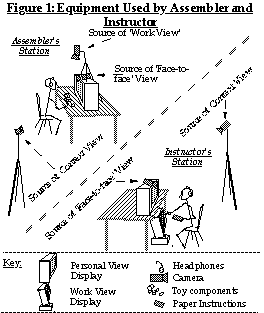 Figure 1: Equipment Used by Assembler and
Instructor
Source of 'Work View'
Assembler's
Station
Source of 'Face-to-
face' View
Source of Context View
Source of Context View
Instructor's
Station
Source of Face-to-face View
Key:
Personal View
Display
Work View
Display
Headphones
Camera
Toy components
Paper Instructions